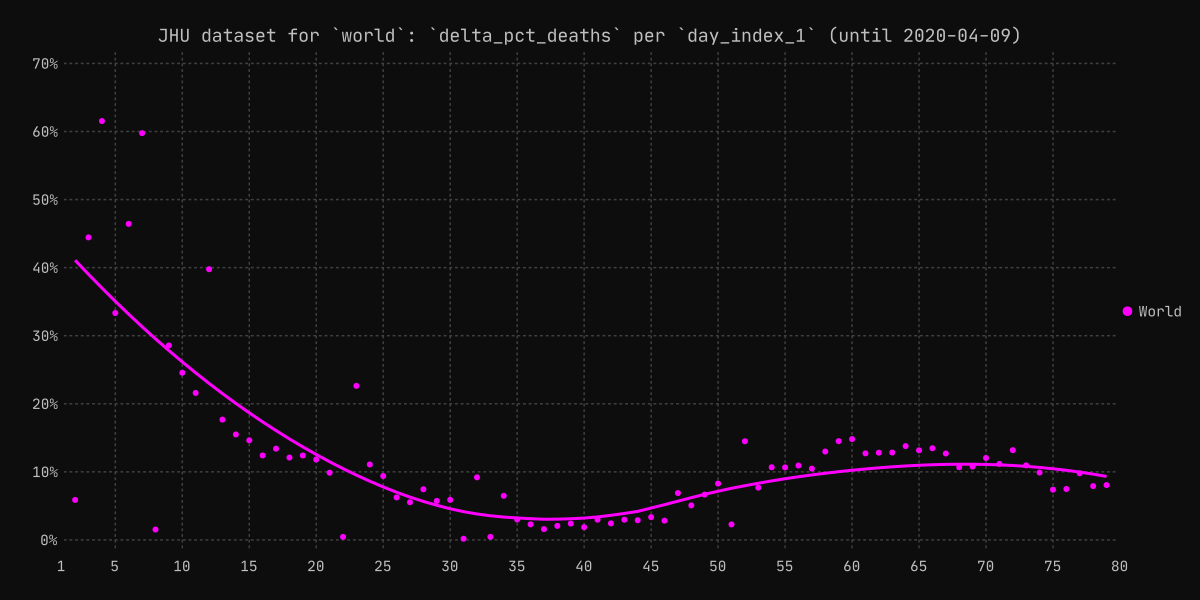 JHU dataset for `world`: `delta_pct_deaths` per `day_index_1` (until 2020-04-09)
70%
60%
50%
40%
30%
20%
10%
0%
World
1 5 10 15 20 25 30 35 40 45 50 55 60 65 70 75 80